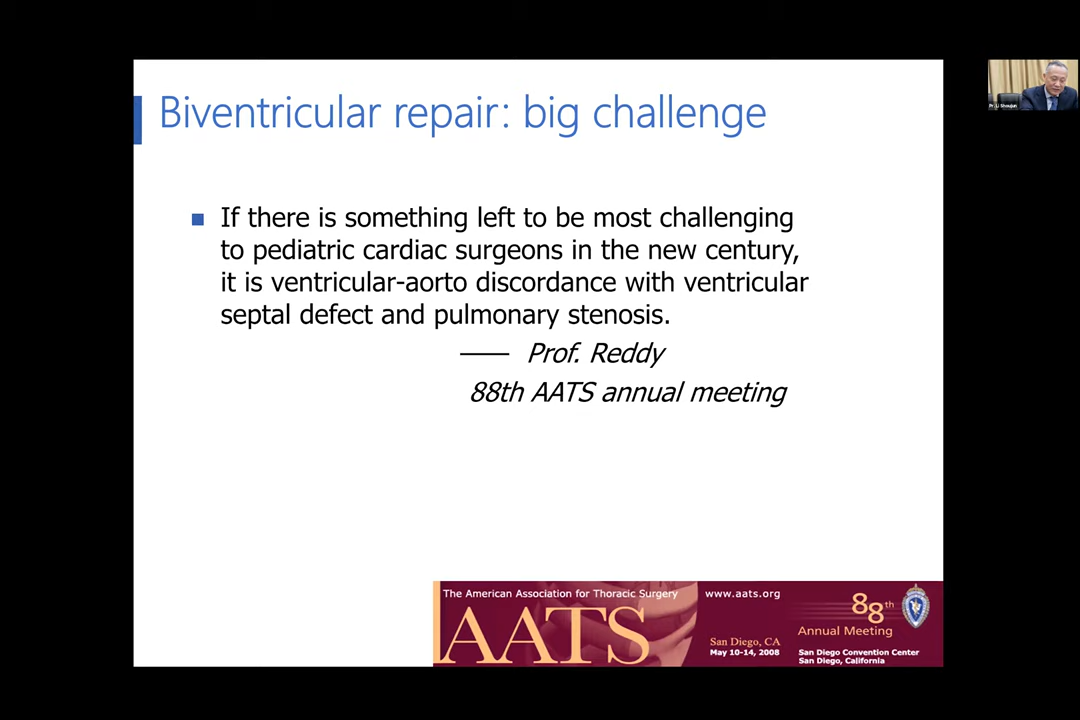 Biventricular repair: big challenge
If there is something left to be most challenging
to pediatric cardiac surgeons in the new century,
it is ventricular-aorto discordance with ventricular
septal defect and pulmonary stenosis.
—— Prof. Reddy
88th AATS annual meeting
The American Association for Thoracic Surgery
AATS
www.aats.org
San Diego, CA
May 10-14, 2008
88th
Annual Meeting
San Diego Convention Center
San Diego, California
Pr. Li Shoujun